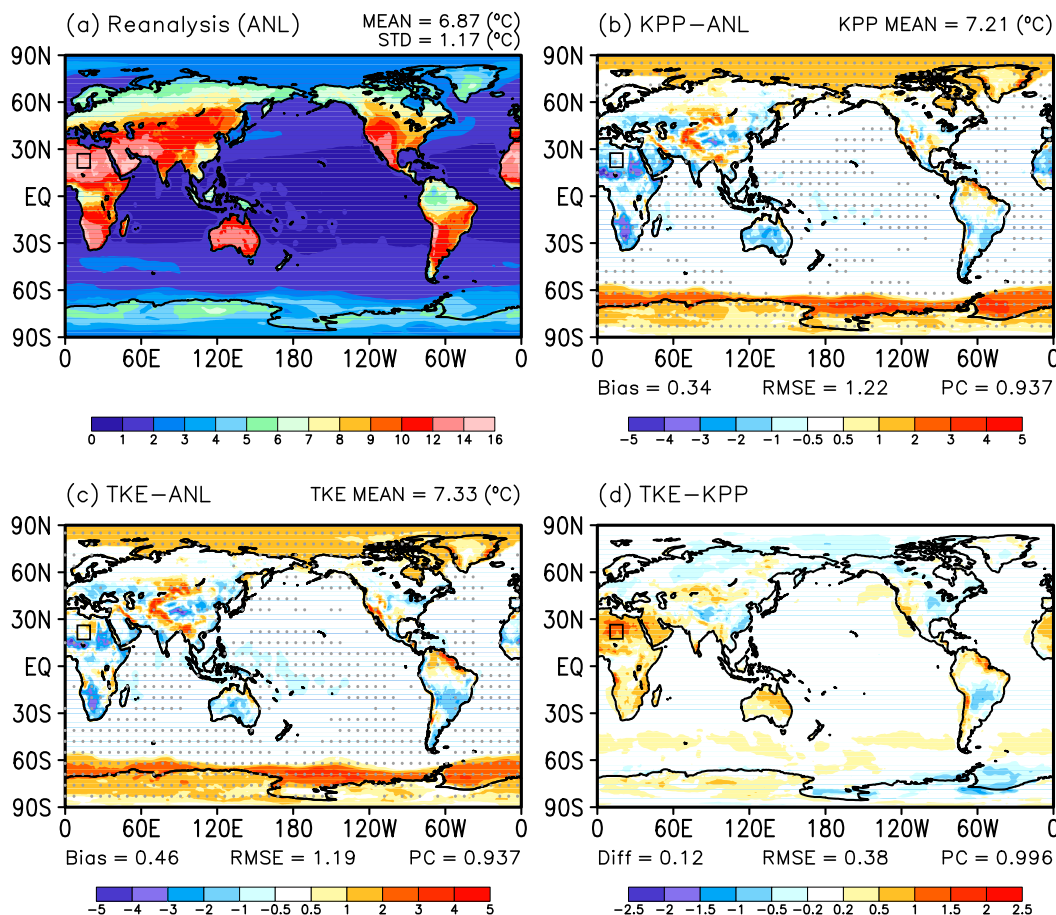 (a) Reanalysis (ANL)
MEAN = 6.87 (°C)
STD = 1.17 (°C)
90N
60N
30N
EQ
30S
60S
90S
0 60E 120E 180 120W 60W 0
0 1 2 3 4 5 6 7 8 9 10 12 14 16
(b) KPP−ANL KPP MEAN = 7.21 (°C)
90N
60N
30N
EQ
30S
60S
90S
0 60E 120E 180 120W 60W 0
Bias = 0.34 RMSE = 1.22 PC = 0.937
−5 −4 −3 −2 −1 −0.5 0.5 1 2 3 4 5
(c) TKE−ANL TKE MEAN = 7.33 (°C)
90N
60N
30N
EQ
30S
60S
90S
0 60E 120E 180 120W 60W 0
Bias = 0.46 RMSE = 1.19 PC = 0.937
−5 −4 −3 −2 −1 −0.5 0.5 1 2 3 4 5
(d) TKE−KPP
90N
60N
30N
EQ
30S
60S
90S
0 60E 120E 180 120W 60W 0
Diff = 0.12 RMSE = 0.38 PC = 0.996
−2.5 −2 −1.5 −1 −0.5 −0.2 0.2 0.5 1 1.5 2 2.5